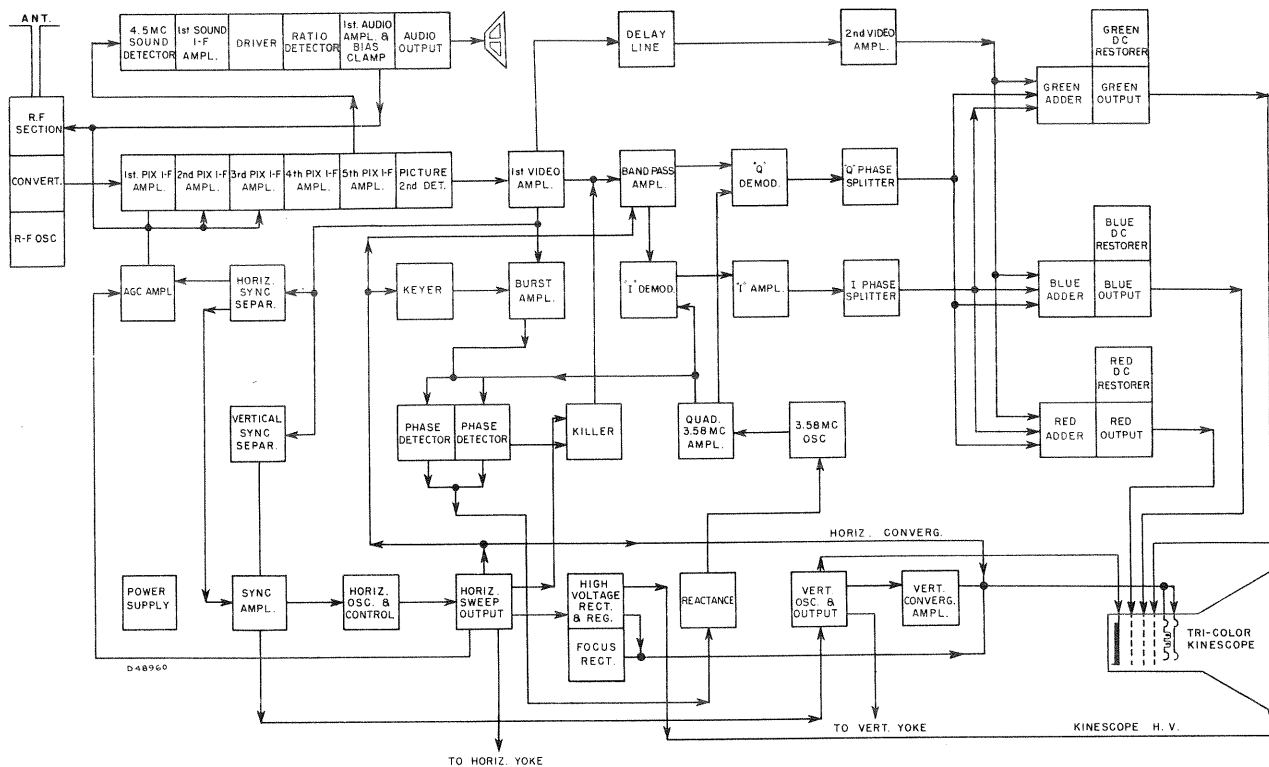 ANT.
4.5MC
SOUND
DETECTOR
1st SOUND
I-F
AMPL.
DRIVER
RATIO
DETECTOR
1st. AUDIO
AMPL. &
BIAS
CLAMP
AUDIO
OUTPUT
DELAY
LINE
2nd VIDEO
AMPL.
GREEN
DC
RESTORER
GREEN
ADDER
GREEN
OUTPUT
R.F
SECTION
CONVERT.
R-F OSC
1st. PIX I-F
AMPL.
2nd PIX I-F
AMPL.
3rd PIX I-F
AMPL.
4th PIX I-F
AMPL.
5th PIX I-F
AMPL.
PICTURE
2nd DET.
1st VIDEO
AMPL.
BAND PASS
AMPL.
"Q"
DEMOD.
"Q" PHASE
SPLITTER
BLUE
DC
RESTORER
BLUE ADDER
BLUE
OUTPUT
AGC AMPL
HORIZ.
SYNC
SEPAR.
KEYER
BURST
AMPL.
"I" DEMOD.
"I" AMPL.
I PHASE
SPLITTER
RED
DC
RESTORER
RED
ADDER
RED
OUTPUT
VERTICAL
SYNC
SEPAR.
PHASE
DETECTOR
PHASE
DETECTOR
KILLER
QUAD.
3.58MC
AMPL.
3.58MC
OSC
HORIZ. CONVERG.
POWER
SUPPLY
SYNC
AMPL.
HORIZ.
OSC. &
CONTROL
HORIZ.
SWEEP
OUTPUT
HIGH
VOLTAGE
RECT.
& REG.
FOCUS
RECT.
REACTANCE
VERT.
OSC. &
OUTPUT
VERT.
CONVERG.
AMPL.
TRI-COLOR
KINESCOPE
D48960
TO VERT. YOKE
KINESCOPE H. V.
TO HORIZ. YOKE